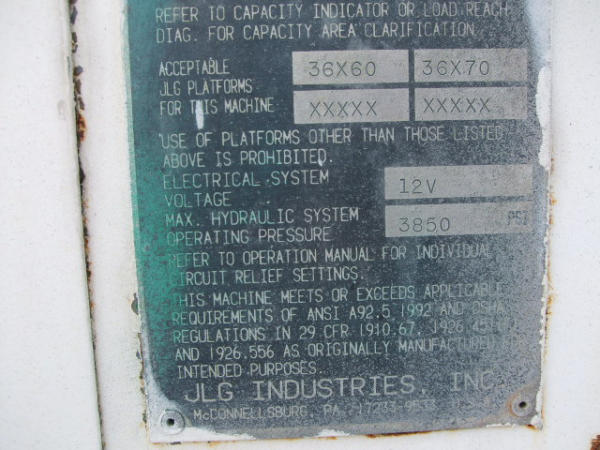 REFER TO CAPACITY INDICATOR OR LOAD REACH
DIAG. FOR CAPACITY AREA CLARIFICATION
ACCEPTABLE 36X60 36X70
JLG PLATFORMS
FOR THIS MACHINE XXXXX XXXXX
USE OF PLATFORMS OTHER THAN THOSE LISTED
ABOVE IS PROHIBITED.
ELECTRICAL SYSTEM
VOLTAGE 12V
MAX. HYDRAULIC SYSTEM
OPERATING PRESSURE 3850 PSI
REFER TO OPERATION MANUAL FOR INDIVIDUAL
CIRCUIT RELIEF SETTINGS.
THIS MACHINE MEETS OR EXCEEDS APPLICABLE
REQUIREMENTS OF ANSI A92.5 1992 AND OSHA
REGULATIONS IN 29 CFR 1910.67, 1926
AND 1926.556 AS ORIGINALLY MANUFACTURED FOR
INTENDED PURPOSES.
JLG INDUSTRIES, INC.
McCONNELLSBURG, PA. 17233-9533